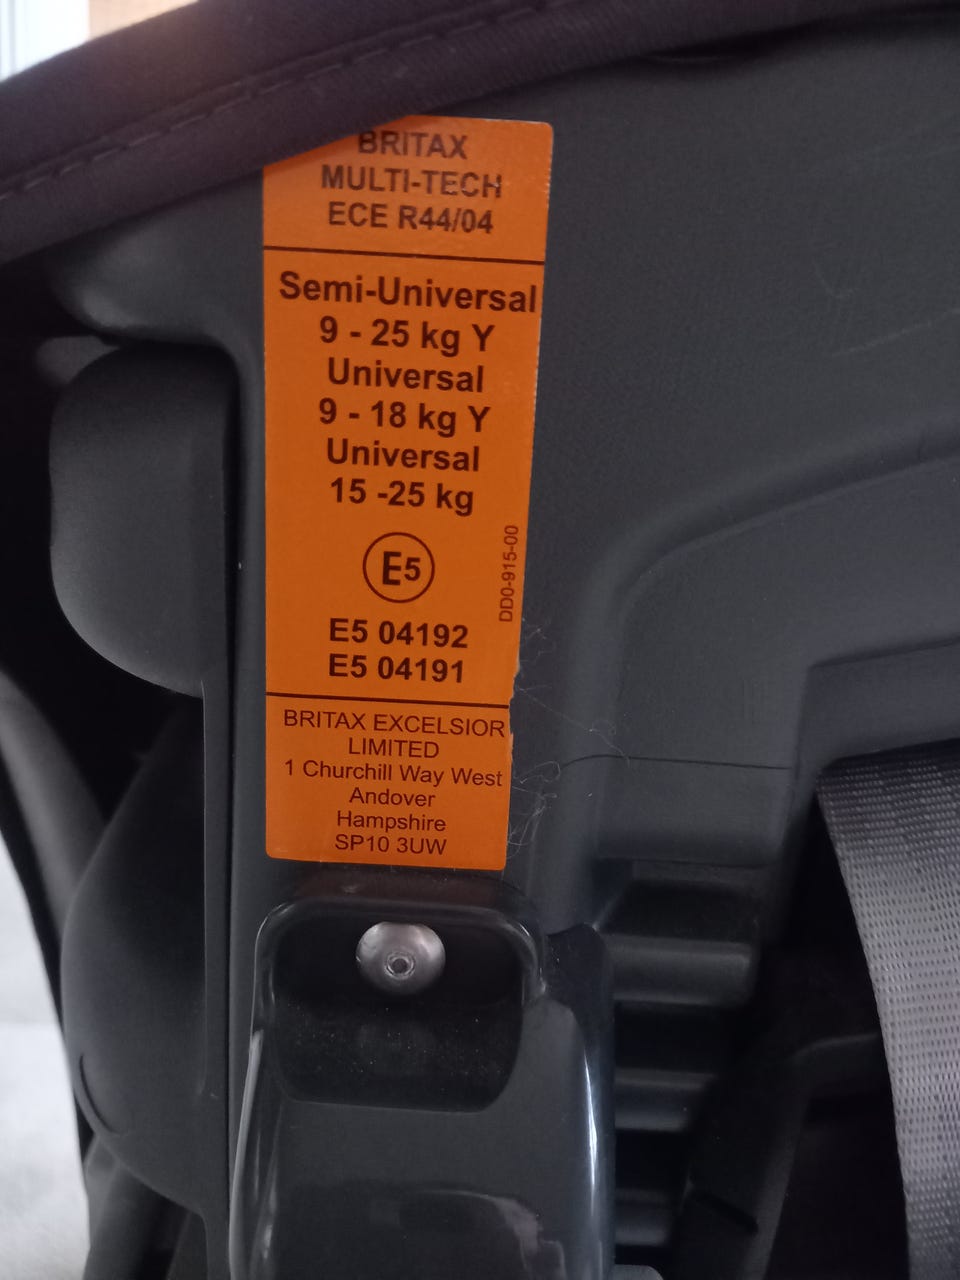 BRITAX
MULTI-TECH
ECE R44/04
Semi-Universal
9 - 25 kg Y
Universal
9 - 18 kg Y
Universal
15 -25 kg
E5
DD0-915-00
E5 04192
E5 04191
BRITAX EXCELSIOR
LIMITED
1 Churchill Way West
Andover
Hampshire
SP10 3UW